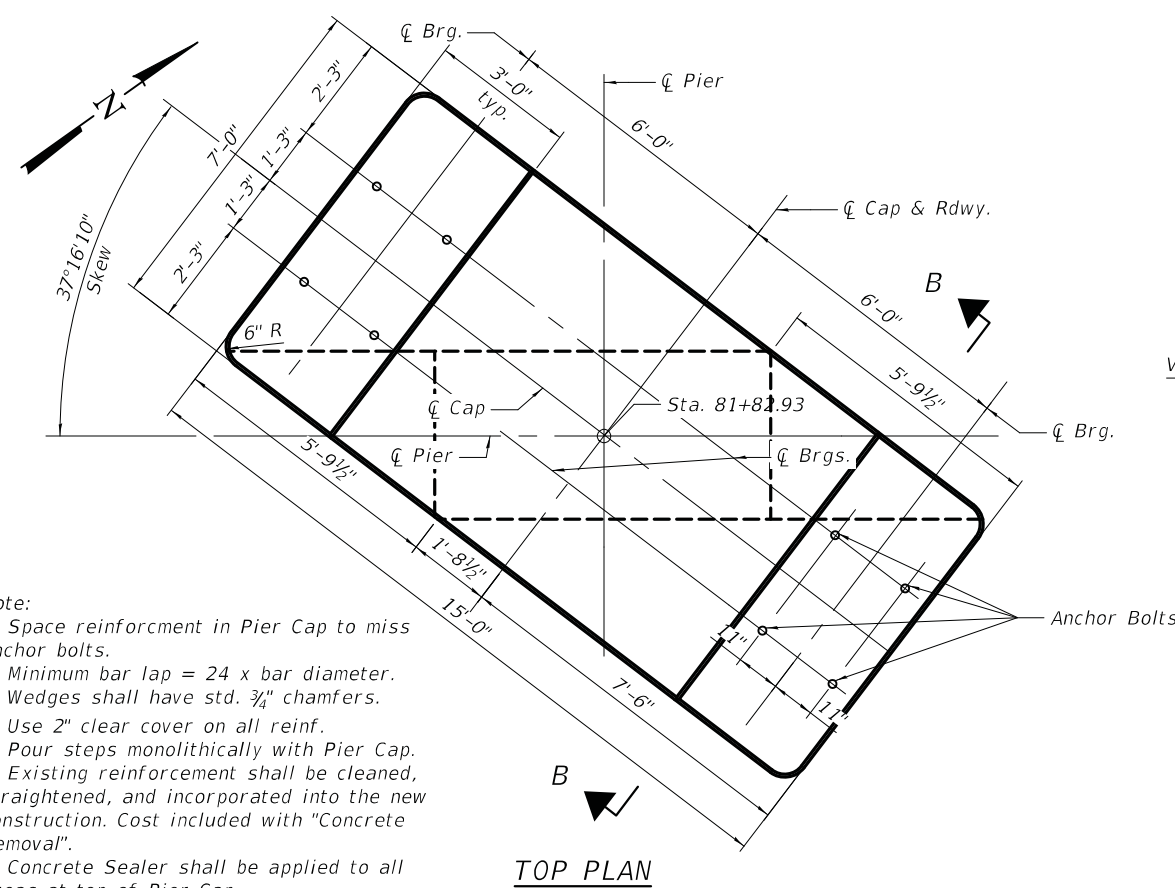 ℄ Brg.
℄ Pier
3'-0"
typ.
6'-0"
2'-3"
N
7'-0"
1'-3"
1'-3"
2'-3"
37°16'10"
Skew
℄ Cap & Rdwy.
B
6'-0"
5'-9½"
6" R
℄ Cap
Sta. 81+82.93
℄ Brg.
℄ Pier
℄ Brgs.
5'-9½"
1'-8½"
15'-0"
7'-6"
11"
11"
Anchor Bolts
B
Space reinforcment in Pier Cap to miss
bolts.
Minimum bar lap = 24 x bar diameter.
Wedges shall have std. ¾" chamfers.
Use 2" clear cover on all reinf.
Pour steps monolithically with Pier Cap.
Existing reinforcement shall be cleaned,
and incorporated into the new
Cost included with "Concrete
Concrete Sealer shall be applied to all
TOP PLAN